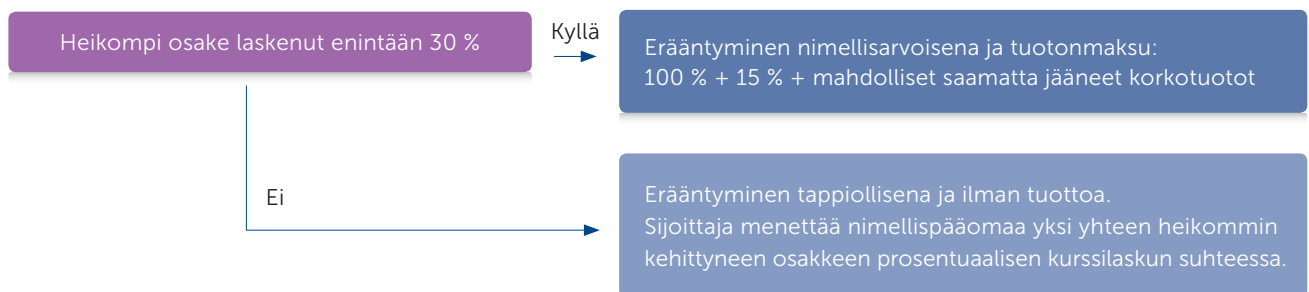 Heikompi osake laskenut enintään 30 %
Kyllä
Erääntyminen nimellisarvoisena ja tuotonmaksu:
100 % + 15 % + mahdolliset saamatta jääneet korkotuotot
Ei
Erääntyminen tappiollisena ja ilman tuottoa.
Sijoittaja menettää nimellispääomaa yksi yhteen heikommin
kehittyneen osakkeen prosentuaalisen kurssilaskun suhteessa.